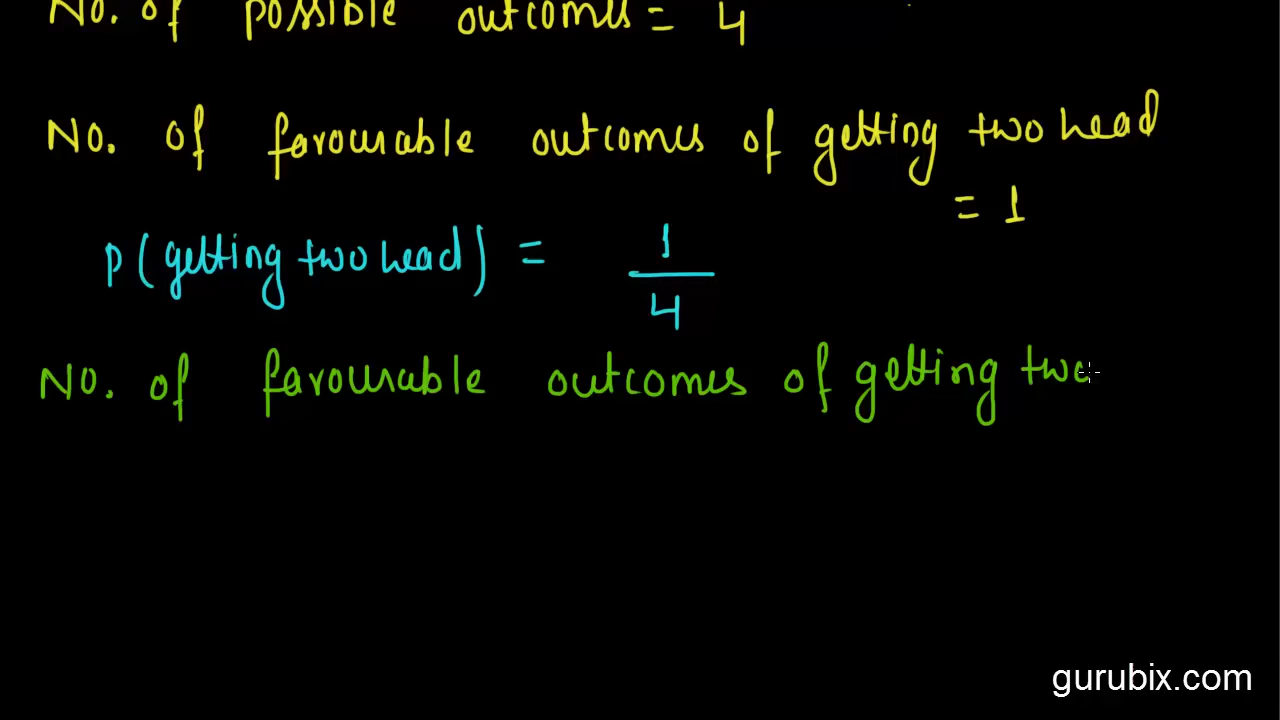 No. of possible outcomes = 4
No. of favourable outcomes of getting two head
= 1
P(getting two head) = 1/4
No. of favourable outcomes of getting two
gurubix.com